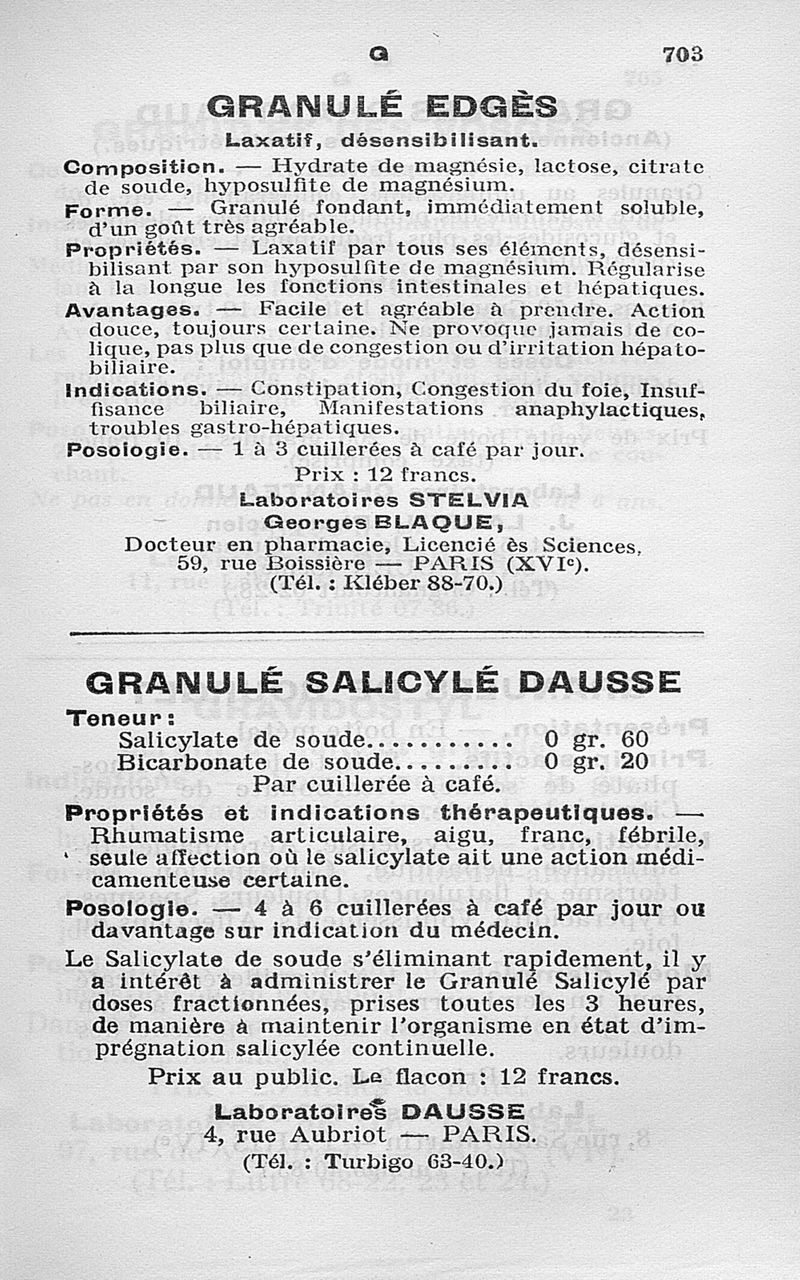 G 703
GRANULÉ EDGÈS
Laxatif, désensibilisant.
Composition. — Hydrate de magnésie, lactose, citrate
de soude, hyposulfite de magnésium.
Forme. — Granulé fondant, immédiatement soluble,
d'un goût très agréable.
Propriétés. — Laxatif par tous ses éléments, désensi-
bilisant par son hyposulfite de magnésium. Régularise
à la longue les fonctions intestinales et hépatiques.
Avantages. — Facile et agréable à prendre. Action
douce, toujours certaine. Ne provoque jamais de co-
lique, pas plus que de congestion ou d'irritation hépato-
biliaire.
Indications. — Constipation, Congestion du foie, Insuf-
fisance biliaire, Manifestations anaphylactiques,
troubles gastro-hépatiques.
Posologie. — 1 à 3 cuillerées à café par jour.
Prix : 12 francs.
Laboratoires STELVIA
Georges BLAQUE,
Docteur en pharmacie, Licencié ès Sciences,
59, rue Boissière — PARIS (XVIe).
(Tél. : Kléber 88-70.)
GRANULÉ SALICYLÉ DAUSSE
Teneur :
Salicylate de soude............ 0 gr. 60
Bicarbonate de soude.......... 0 gr. 20
Par cuillerée à café.
Propriétés et indications thérapeutiques. —
Rhumatisme articulaire, aigu, franc, fébrile,
seule affection où le salicylate ait une action médi-
camenteuse certaine.
Posologie. — 4 à 6 cuillerées à café par jour ou
davantage sur indication du médecin.
Le Salicylate de soude s'éliminant rapidement, il y
a intérêt à administrer le Granulé Salicylé par
doses fractionnées, prises toutes les 3 heures,
de manière à maintenir l'organisme en état d'im-
prégnation salicylée continuelle.
Prix au public. Le flacon : 12 francs.
Laboratoires DAUSSE
4, rue Aubriot — PARIS.
(Tél. : Turbigo 63-40.)